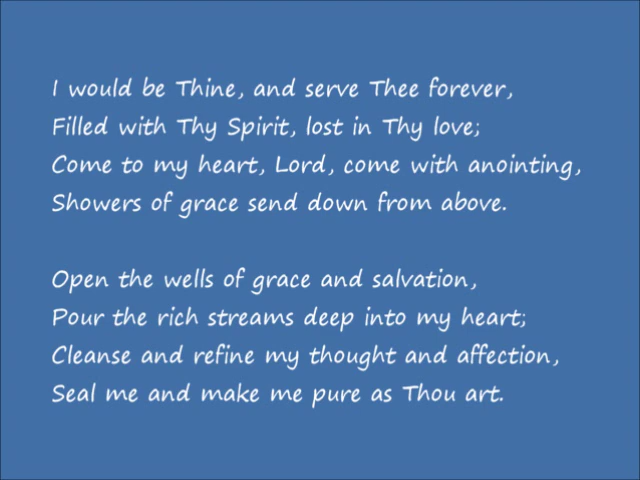 I would be Thine, and serve Thee forever,
Filled with Thy Spirit, lost in Thy love;
Come to my heart, Lord, come with anointing,
Showers of grace send down from above.
Open the wells of grace and salvation,
Pour the rich streams deep into my heart;
Cleanse and refine my thought and affection,
Seal me and make me pure as Thou art.